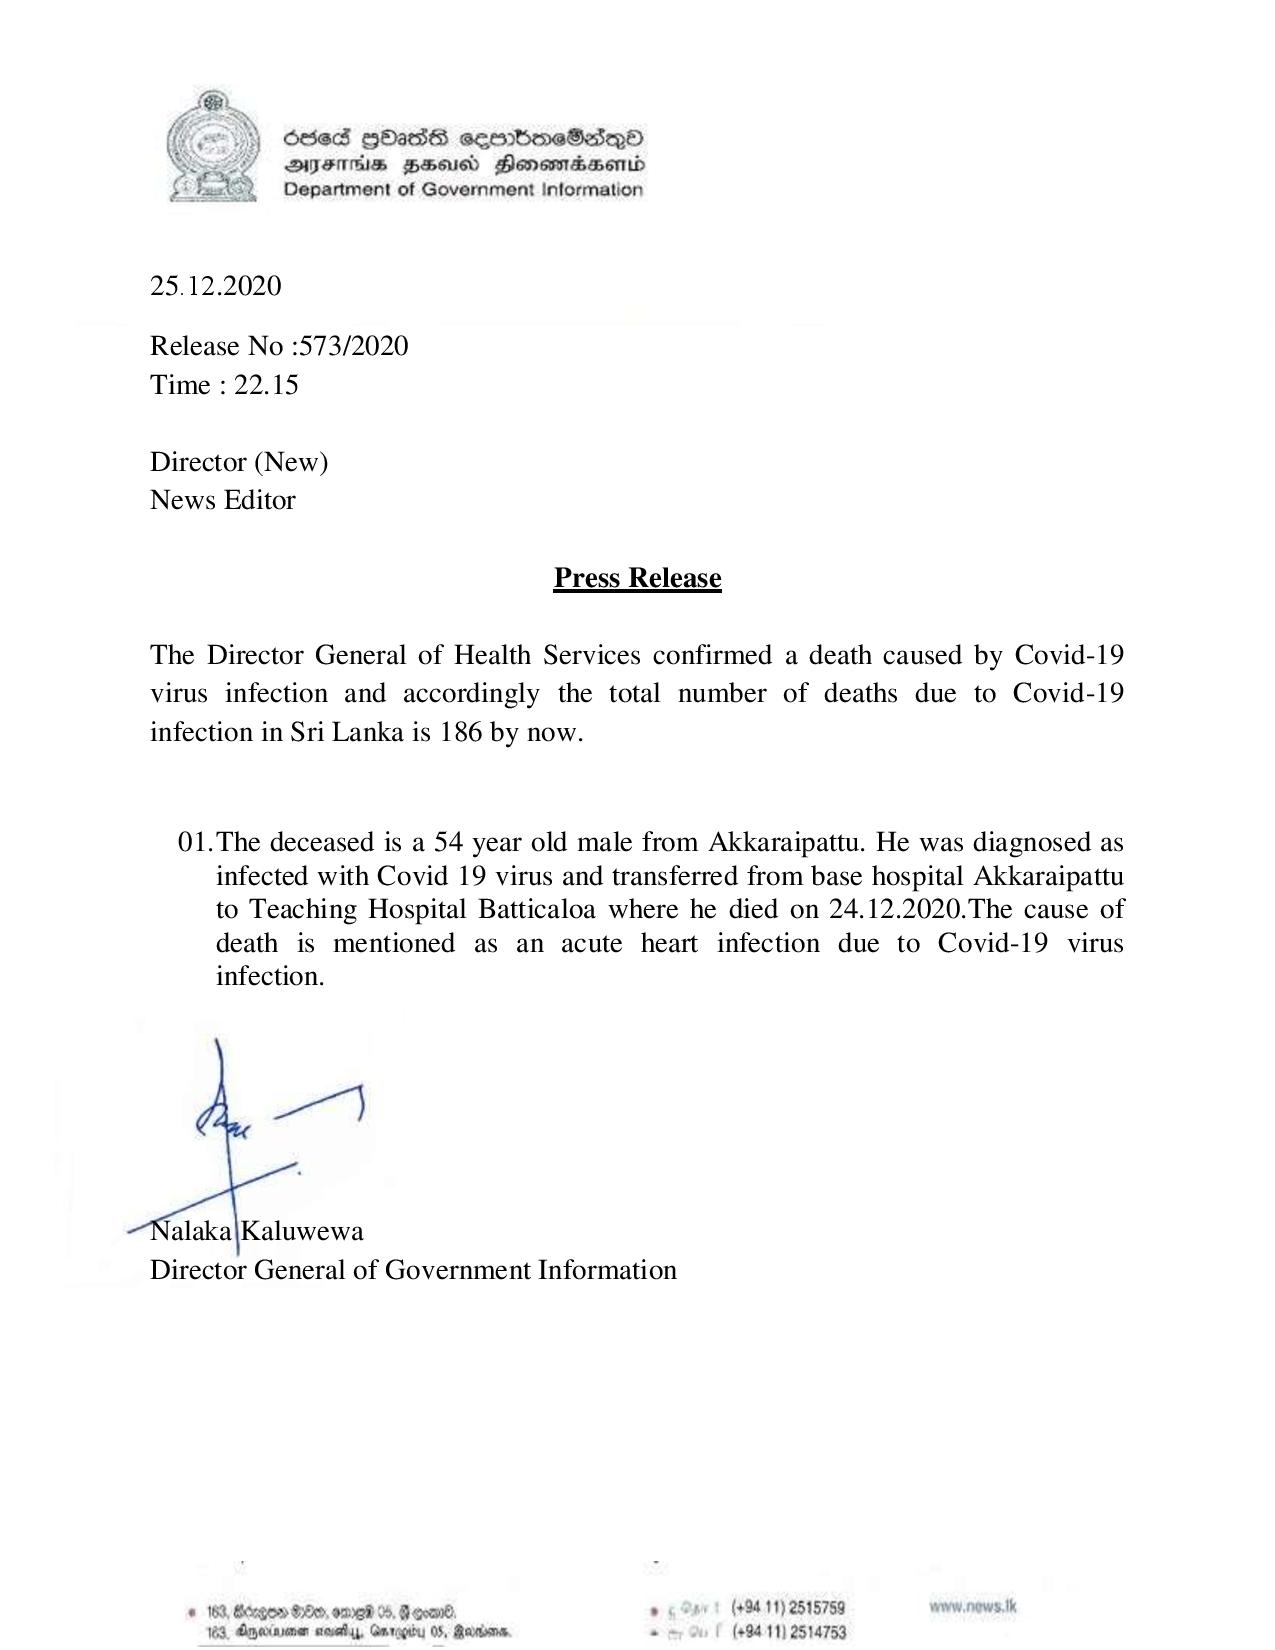 රජයේ ප්‍රවෘත්ති දෙපාර්තමේන්තුව
அரசாங்க தகவல் திணைக்களம்
Department of Government Information
25.12.2020
Release No :573/2020
Time : 22.15
Director (New)
News Editor
Press Release
The Director General of Health Services confirmed a death caused by Covid-19
virus infection and accordingly the total number of deaths due to Covid-19
infection in Sri Lanka is 186 by now.
01.The deceased is a 54 year old male from Akkaraipattu. He was diagnosed as
infected with Covid 19 virus and transferred from base hospital Akkaraipattu
to Teaching Hospital Batticaloa where he died on 24.12.2020.The cause of
death is mentioned as an acute heart infection due to Covid-19 virus
infection.
Nalaka Kaluwewa
Director General of Government Information
163, කිරුලපන මාවත, කොළඹ 05, ශ්‍රී ලංකාව.
163, கிருலப்பனை வெளியூ, கொழும்பு 05, இலங்கை.
(+94 11) 2515759
(+94 11) 2514753
www.news.lk